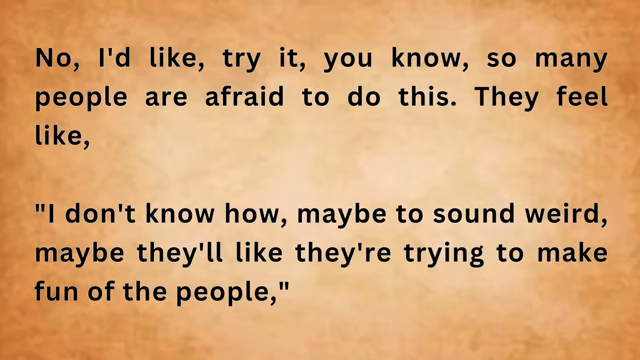 No, I'd like, try it, you know, so many
people are afraid to do this. They feel
like,
"I don't know how, maybe to sound weird,
maybe they'll like they're trying to make
fun of the people,"